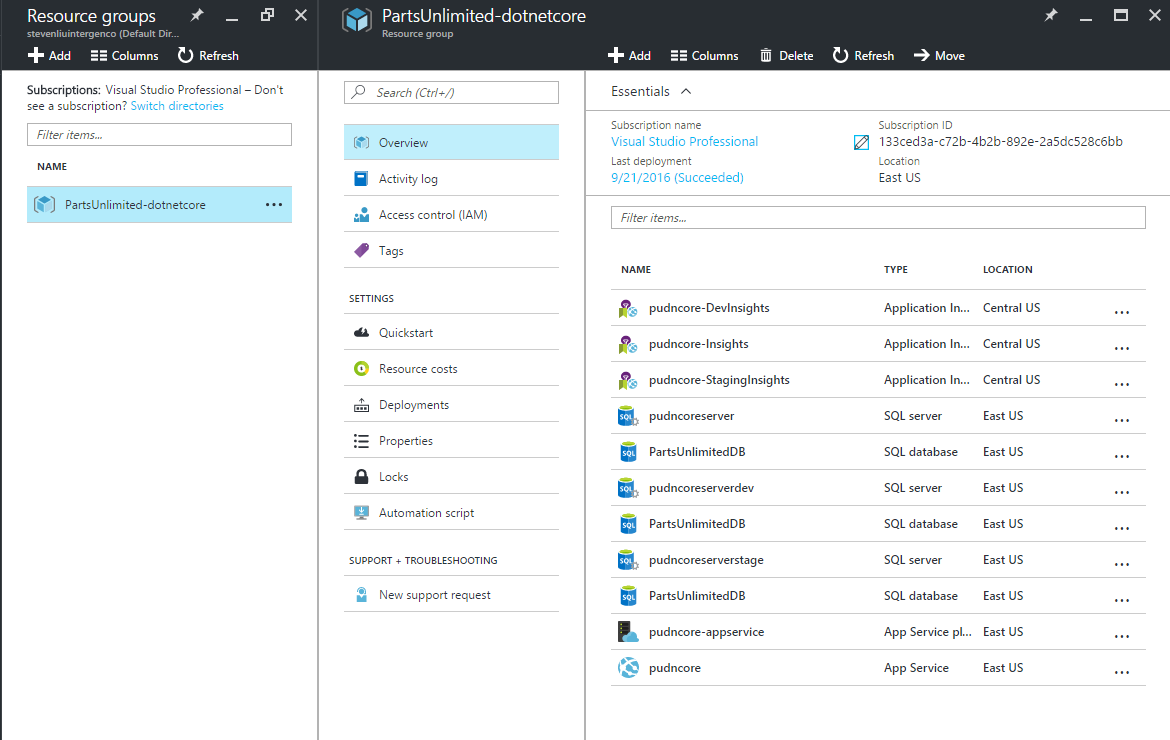 Resource groups
stevenliuintergenco (Default Dir...
Add Columns Refresh
Subscriptions: Visual Studio Professional – Don't
see a subscription? Switch directories
Filter items...
NAME
PartsUnlimited-dotnetcore ...
PartsUnlimited-dotnetcore
Resource group
Search (Ctrl+/)
Overview
Activity log
Access control (IAM)
Tags
SETTINGS
Quickstart
Resource costs
Deployments
Properties
Locks
Automation script
SUPPORT + TROUBLESHOOTING
New support request
Add Columns Delete Refresh Move
Essentials
Subscription name
Visual Studio Professional
Last deployment
9/21/2016 (Succeeded)
Subscription ID
133ced3a-c72b-4b2b-892e-2a5dc528c6bb
Location
East US
Filter items...
NAME TYPE LOCATION
pudncore-DevInsights Application In... Central US ...
pudncore-Insights Application In... Central US ...
pudncore-StagingInsights Application In... Central US ...
pudncoreserver SQL server East US ...
PartsUnlimitedDB SQL database East US ...
pudncoreserverdev SQL server East US ...
PartsUnlimitedDB SQL database East US ...
pudncoreserverstage SQL server East US ...
PartsUnlimitedDB SQL database East US ...
pudncore-appservice App Service pl... East US ...
pudncore App Service East US ...